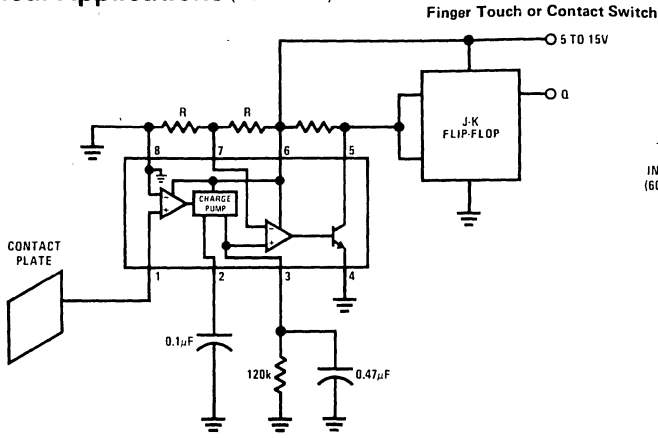 Finger Touch or Contact Switch
5 TO 15V
Q
J-K
FLIP-FLOP
R
R
8
7
6
5
CHARGE
PUMP
CONTACT
PLATE
1
2
3
4
0.1μF
120k
0.47μF